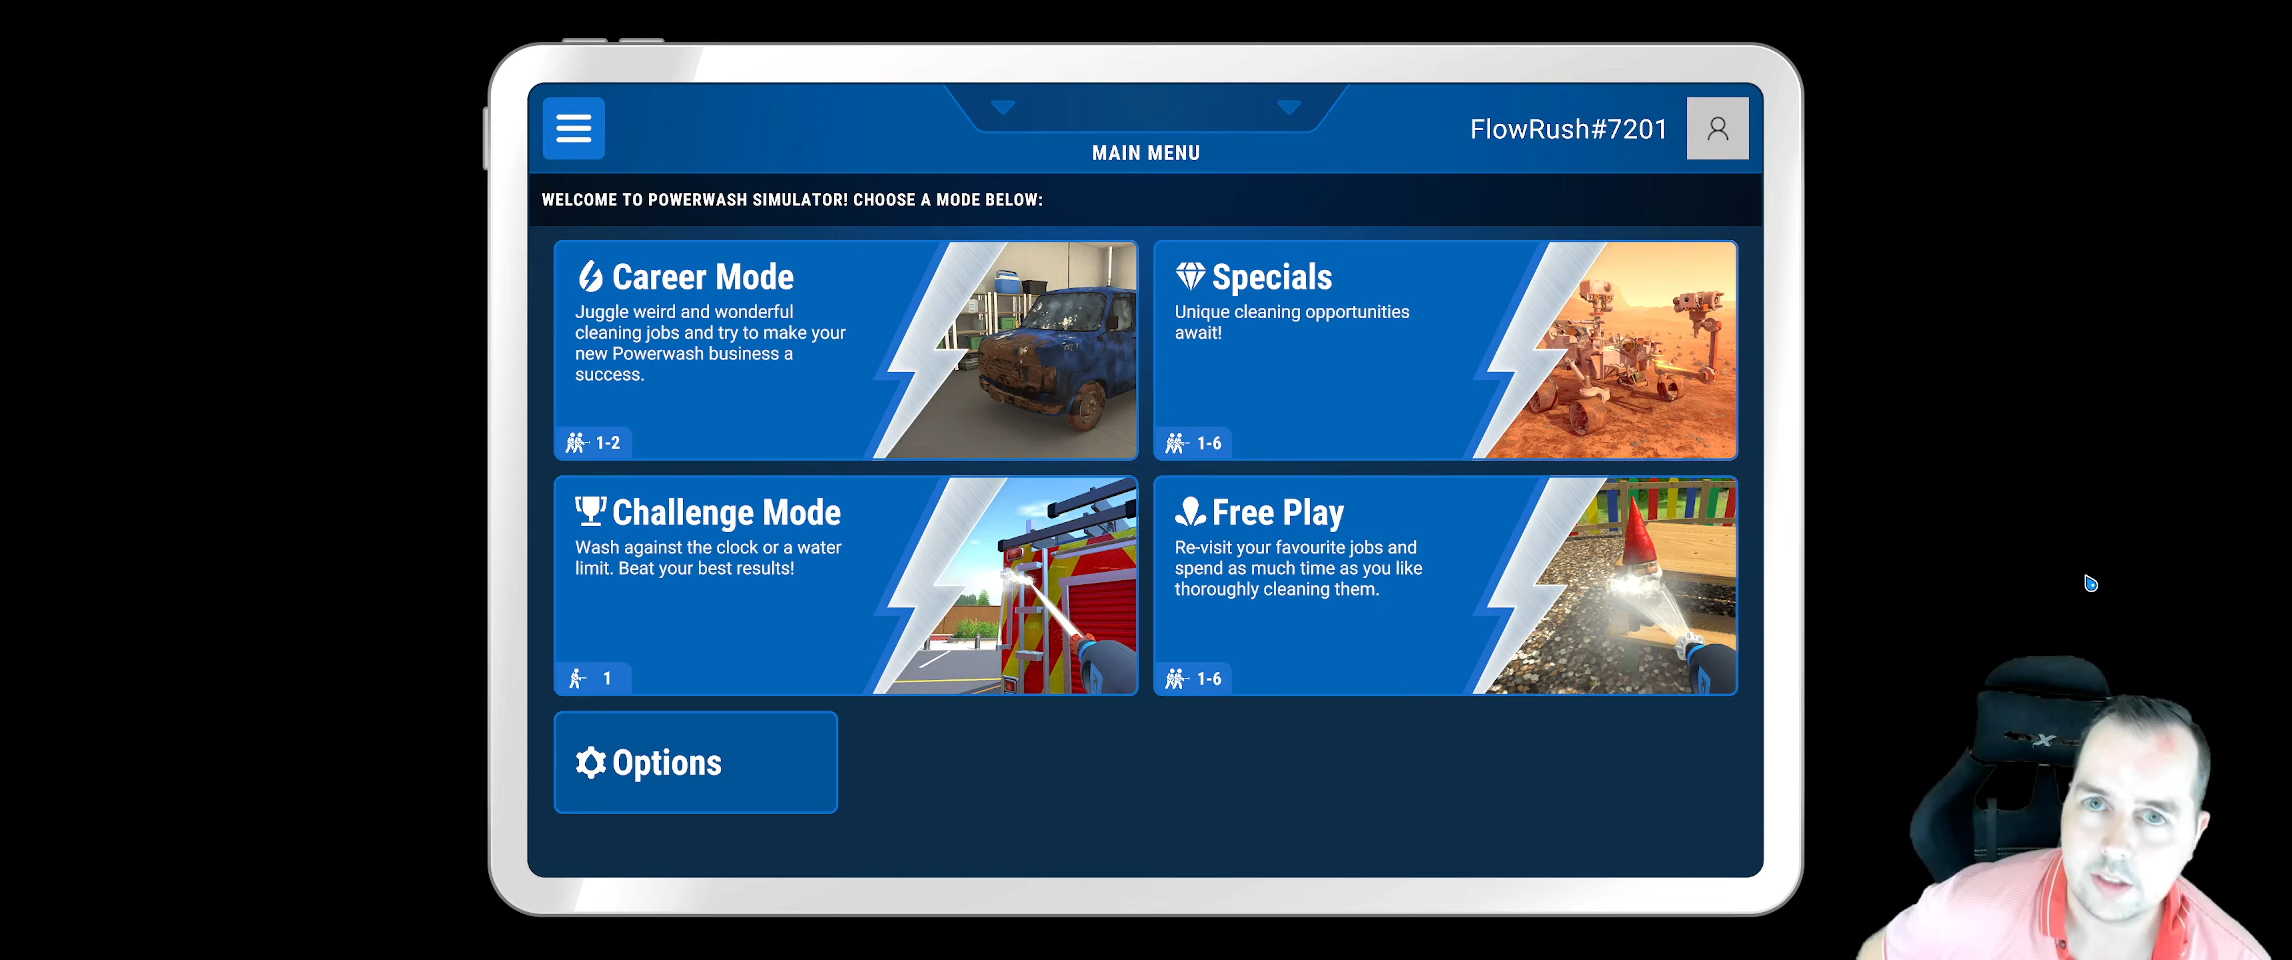 FlowRush#7201
MAIN MENU
WELCOME TO POWERWASH SIMULATOR! CHOOSE A MODE BELOW:
Career Mode
Juggle weird and wonderful
cleaning jobs and try to make your
new Powerwash business a
success.
1-2
Specials
Unique cleaning opportunities
await!
1-6
Challenge Mode
Wash against the clock or a water
limit. Beat your best results!
1
Free Play
Re-visit your favourite jobs and
spend as much time as you like
thoroughly cleaning them.
1-6
Options